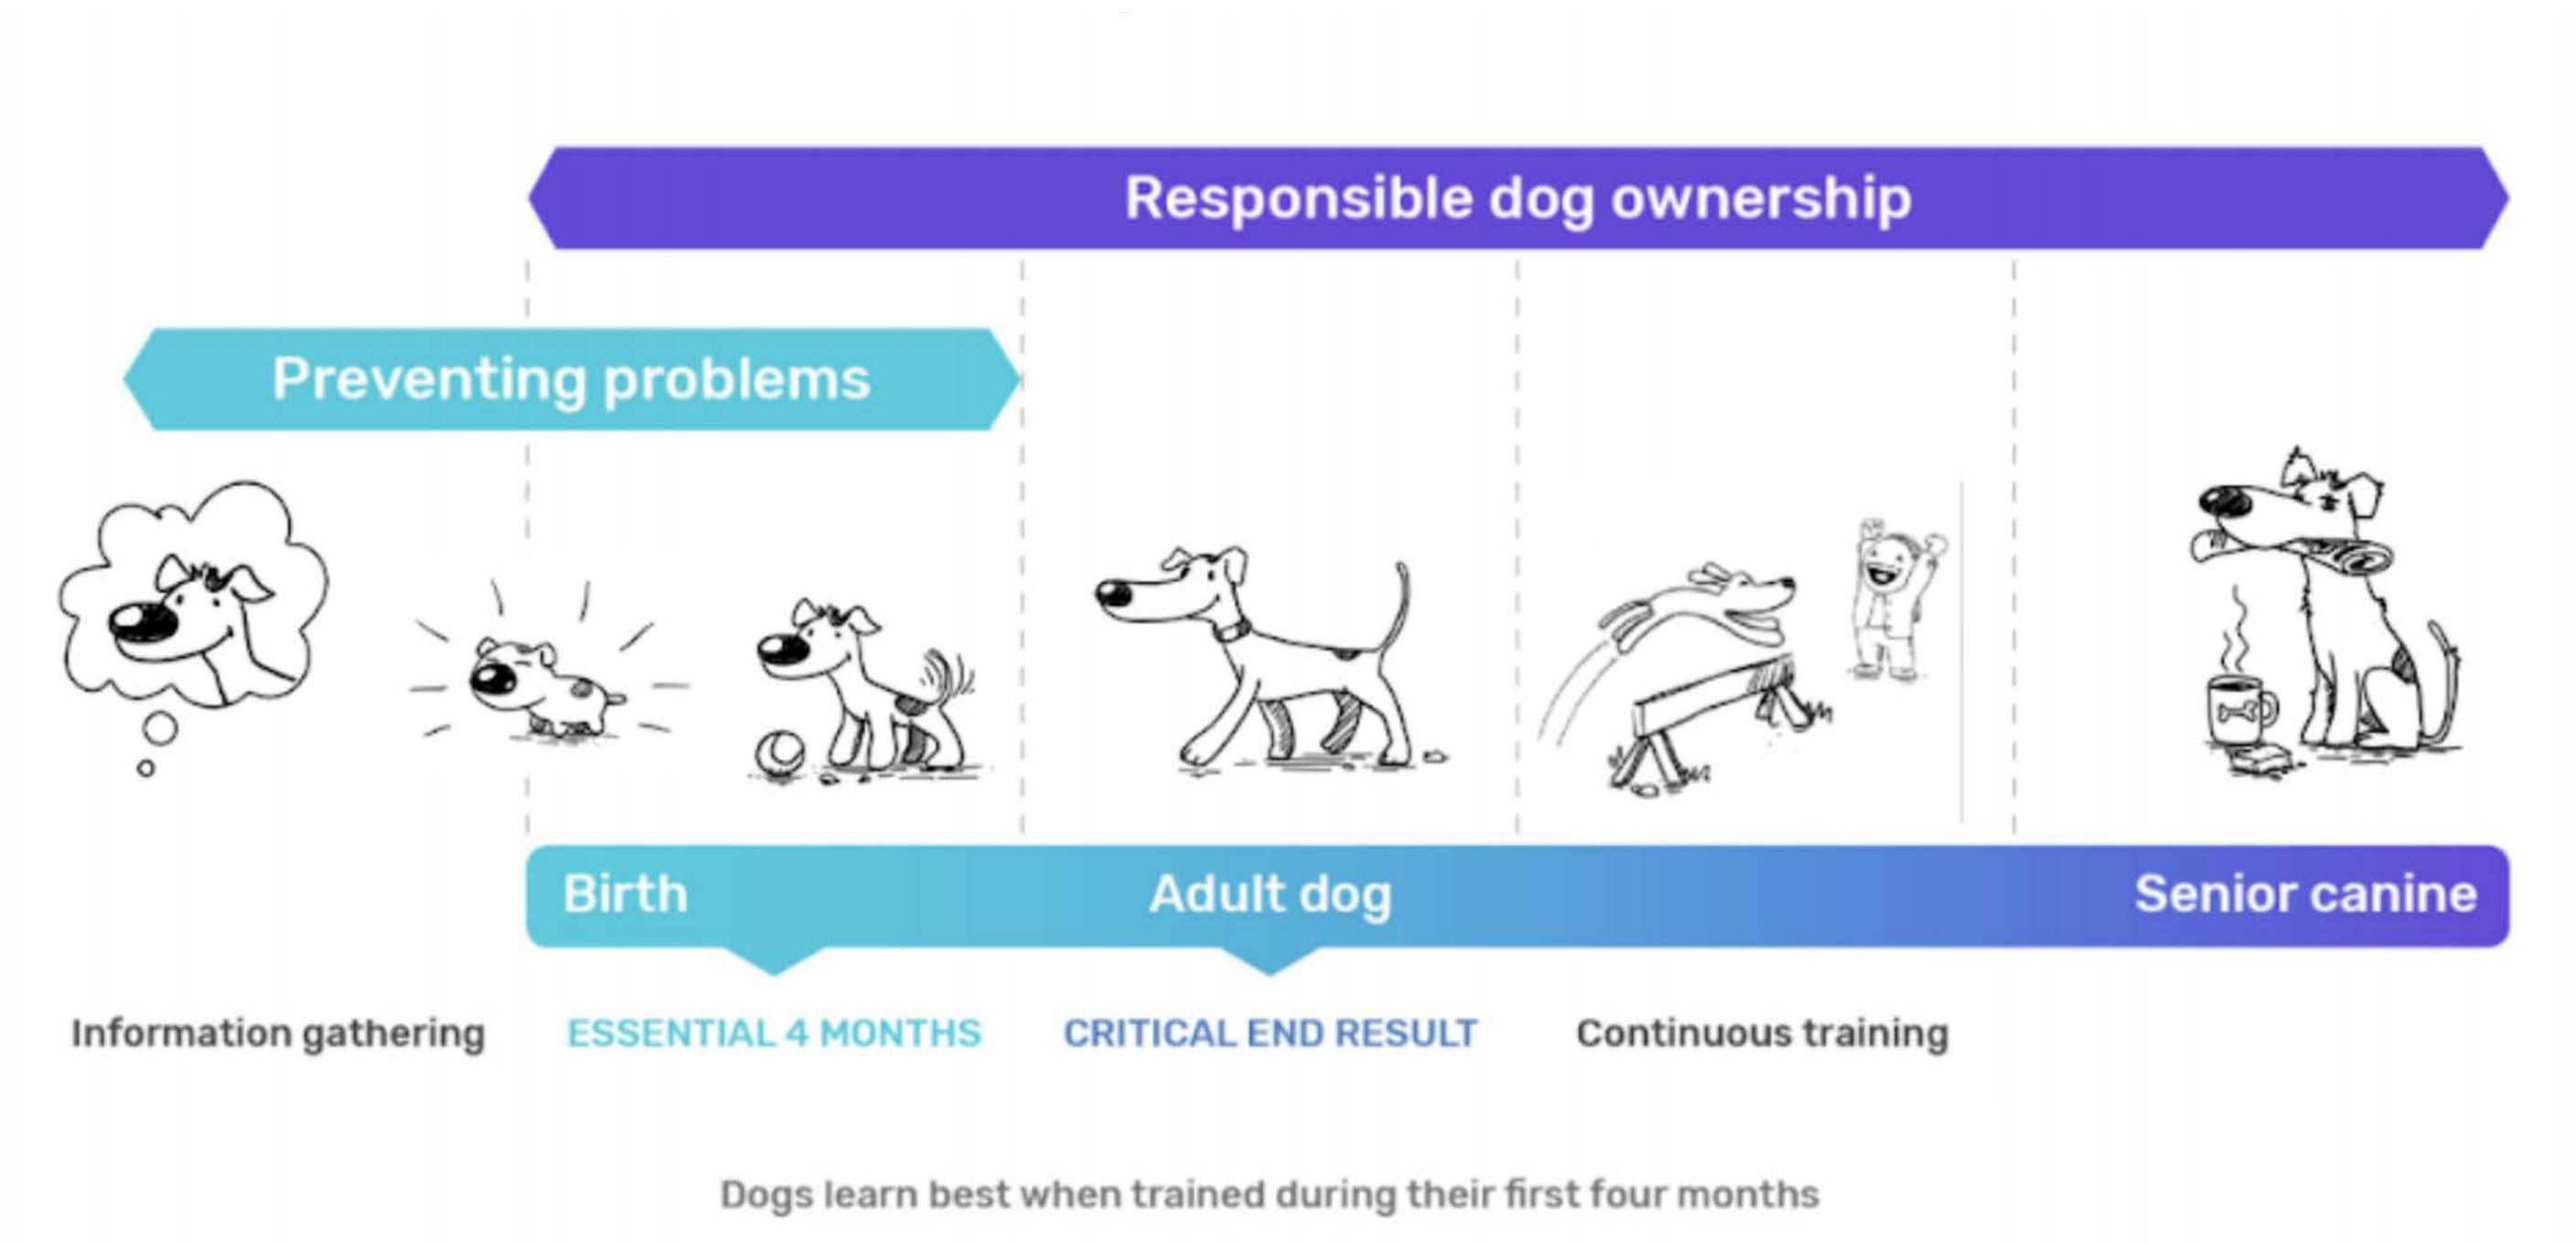 Responsible dog ownership
Preventing problems
Birth
Adult dog
Senior canine
Information gathering
ESSENTIAL 4 MONTHS
CRITICAL END RESULT
Continuous training
Dogs learn best when trained during their first four months